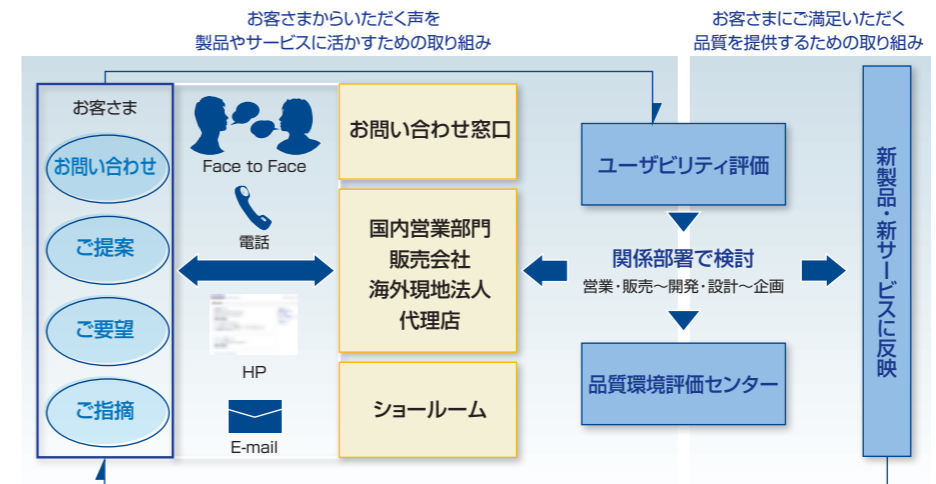 お客さまからいただく声を
製品やサービスに活かすための取り組み
お客さまにご満足いただく
品質を提供するための取り組み
お客さま
お問い合わせ
ご提案
ご要望
ご指摘
Face to Face
電話
HP
E-mail
お問い合わせ窓口
国内営業部門
販売会社
海外現地法人
代理店
ショールーム
ユーザビリティ評価
関係部署で検討
営業・販売～開発・設計～企画
品質環境評価センター
新製品・新サービスに反映